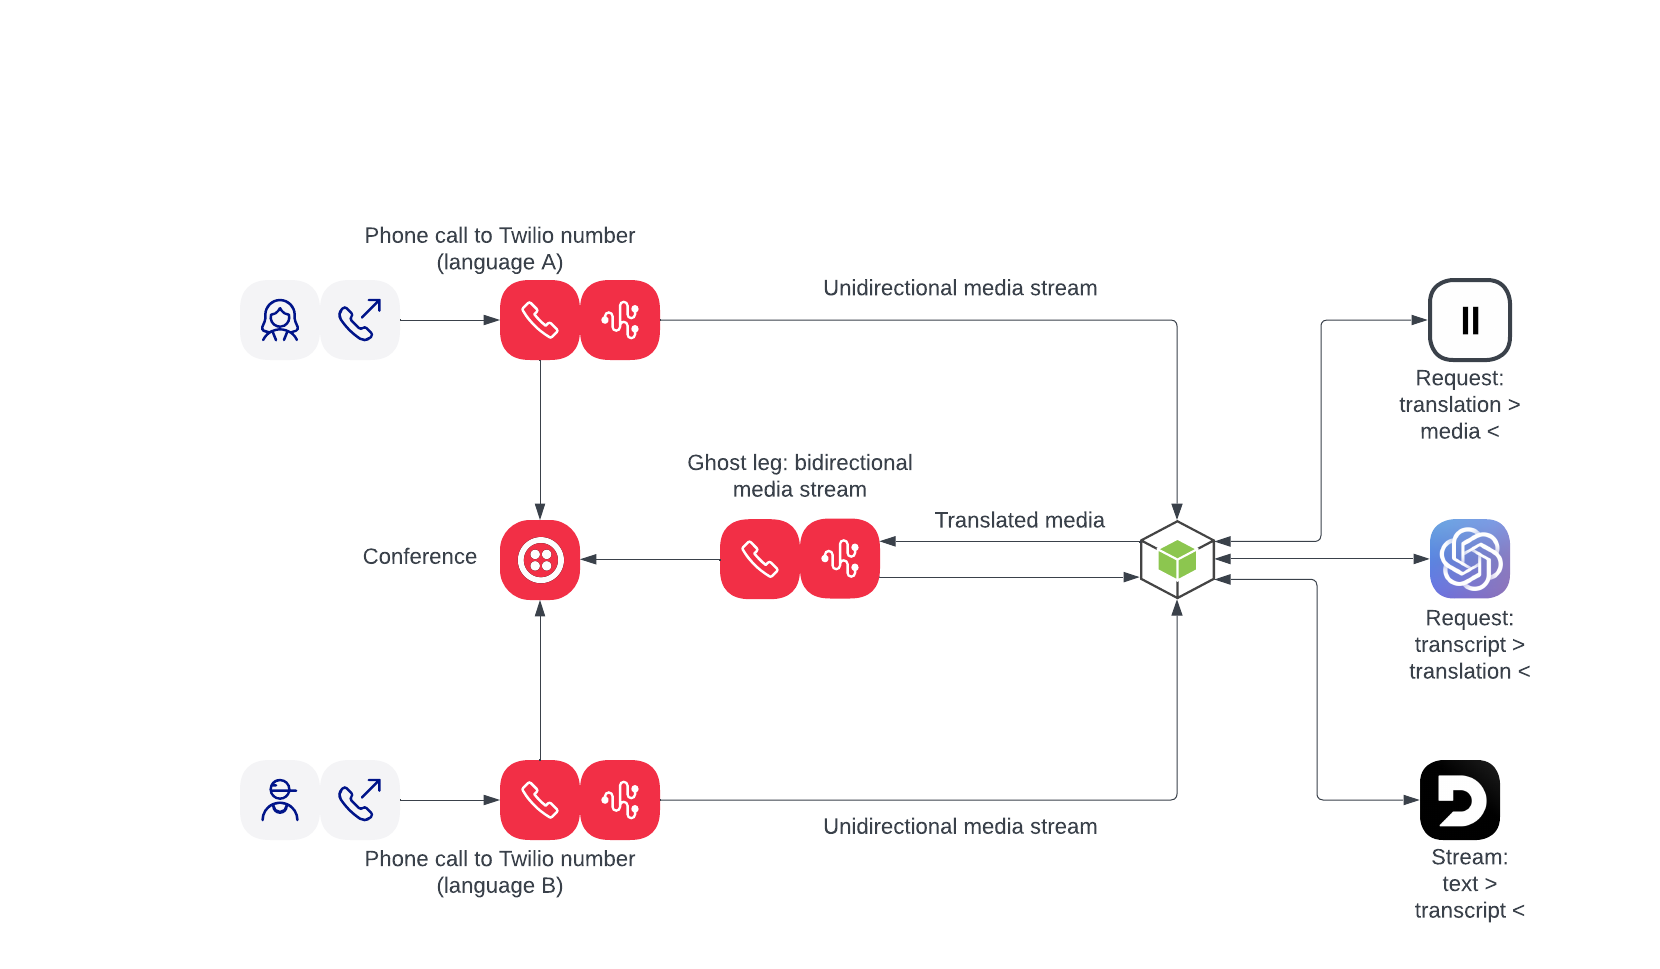 Phone call to Twilio number
(language A)
Unidirectional media stream
Request:
translation >
media <
Ghost leg: bidirectional
media stream
Translated media
Conference
Request:
transcript >
translation <
Unidirectional media stream
Phone call to Twilio number
(language B)
Stream:
text >
transcript <